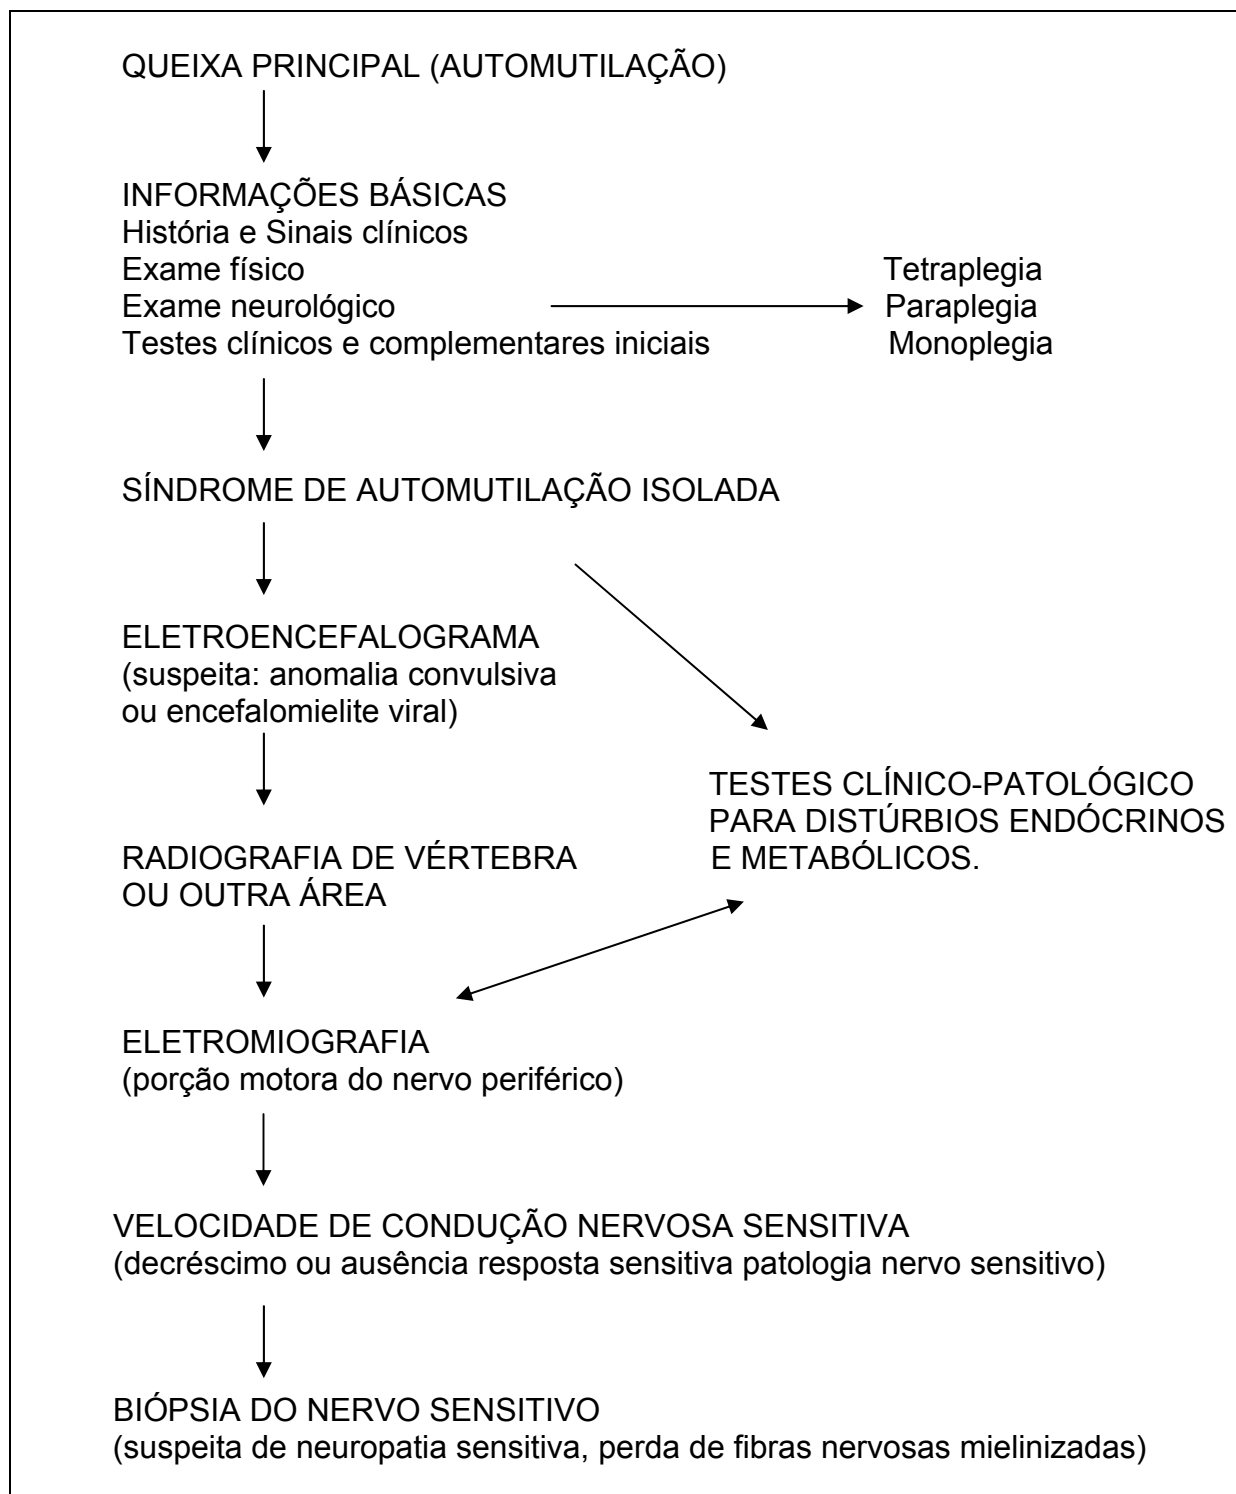 QUEIXA PRINCIPAL (AUTOMUTILAÇÃO)
INFORMAÇÕES BÁSICAS
História e Sinais clínicos
Exame físico
Exame neurológico
Testes clínicos e complementares iniciais
Tetraplegia
Paraplegia
Monoplegia
SÍNDROME DE AUTOMUTILAÇÃO ISOLADA
ELETROENCEFALOGRAMA
(suspeita: anomalia convulsiva
ou encefalomielite viral)
TESTES CLÍNICO-PATOLÓGICO
PARA DISTÚRBIOS ENDÓCRINOS
E METABÓLICOS.
RADIOGRAFIA DE VÉRTEBRA
OU OUTRA ÁREA
ELETROMIOGRAFIA
(porção motora do nervo periférico)
VELOCIDADE DE CONDUÇÃO NERVOSA SENSITIVA
(decréscimo ou ausência resposta sensitiva patologia nervo sensitivo)
BIÓPSIA DO NERVO SENSITIVO
(suspeita de neuropatia sensitiva, perda de fibras nervosas mielinizadas)